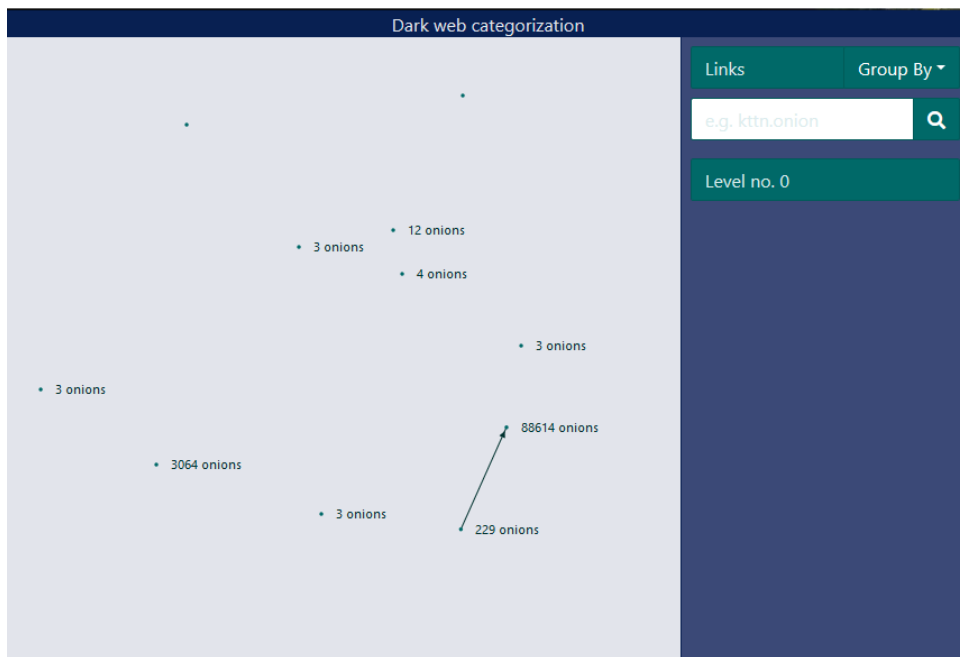 Dark web categorization
Links
Group By
e.g. kttn.onion
Level no. 0
12 onions
3 onions
4 onions
3 onions
3 onions
88614 onions
3064 onions
3 onions
229 onions